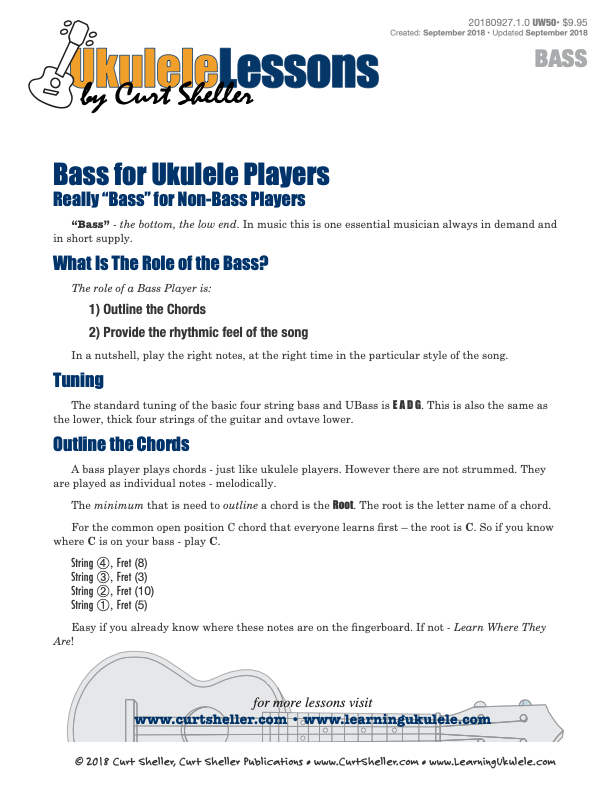 20180927.1.0 UW50• $9.95
Created: September 2018 • Updated September 2018
BASS
UkuleleLessons
by Curt Sheller
Bass for Ukulele Players
Really “Bass” for Non-Bass Players
“Bass” - the bottom, the low end. In music this is one essential musician always in demand and
in short supply.
What Is The Role of the Bass?
The role of a Bass Player is:
1) Outline the Chords
2) Provide the rhythmic feel of the song
In a nutshell, play the right notes, at the right time in the particular style of the song.
Tuning
The standard tuning of the basic four string bass and UBass is E A D G. This is also the same as
the lower, thick four strings of the guitar and ovtave lower.
Outline the Chords
A bass player plays chords - just like ukulele players. However there are not strummed. They
are played as individual notes - melodically.
The minimum that is need to outline a chord is the Root. The root is the letter name of a chord.
For the common open position C chord that everyone learns first – the root is C. So if you know
where C is on your bass - play C.
String ④, Fret (8)
String ③, Fret (3)
String ②, Fret (10)
String ①, Fret (5)
Easy if you already know where these notes are on the fingerboard. If not - Learn Where They
Are!
for more lessons visit
www.curtsheller.com • www.learningukulele.com
© 2018 Curt Sheller, Curt Sheller Publications • www.CurtSheller.com • www.LearningUkulele.com